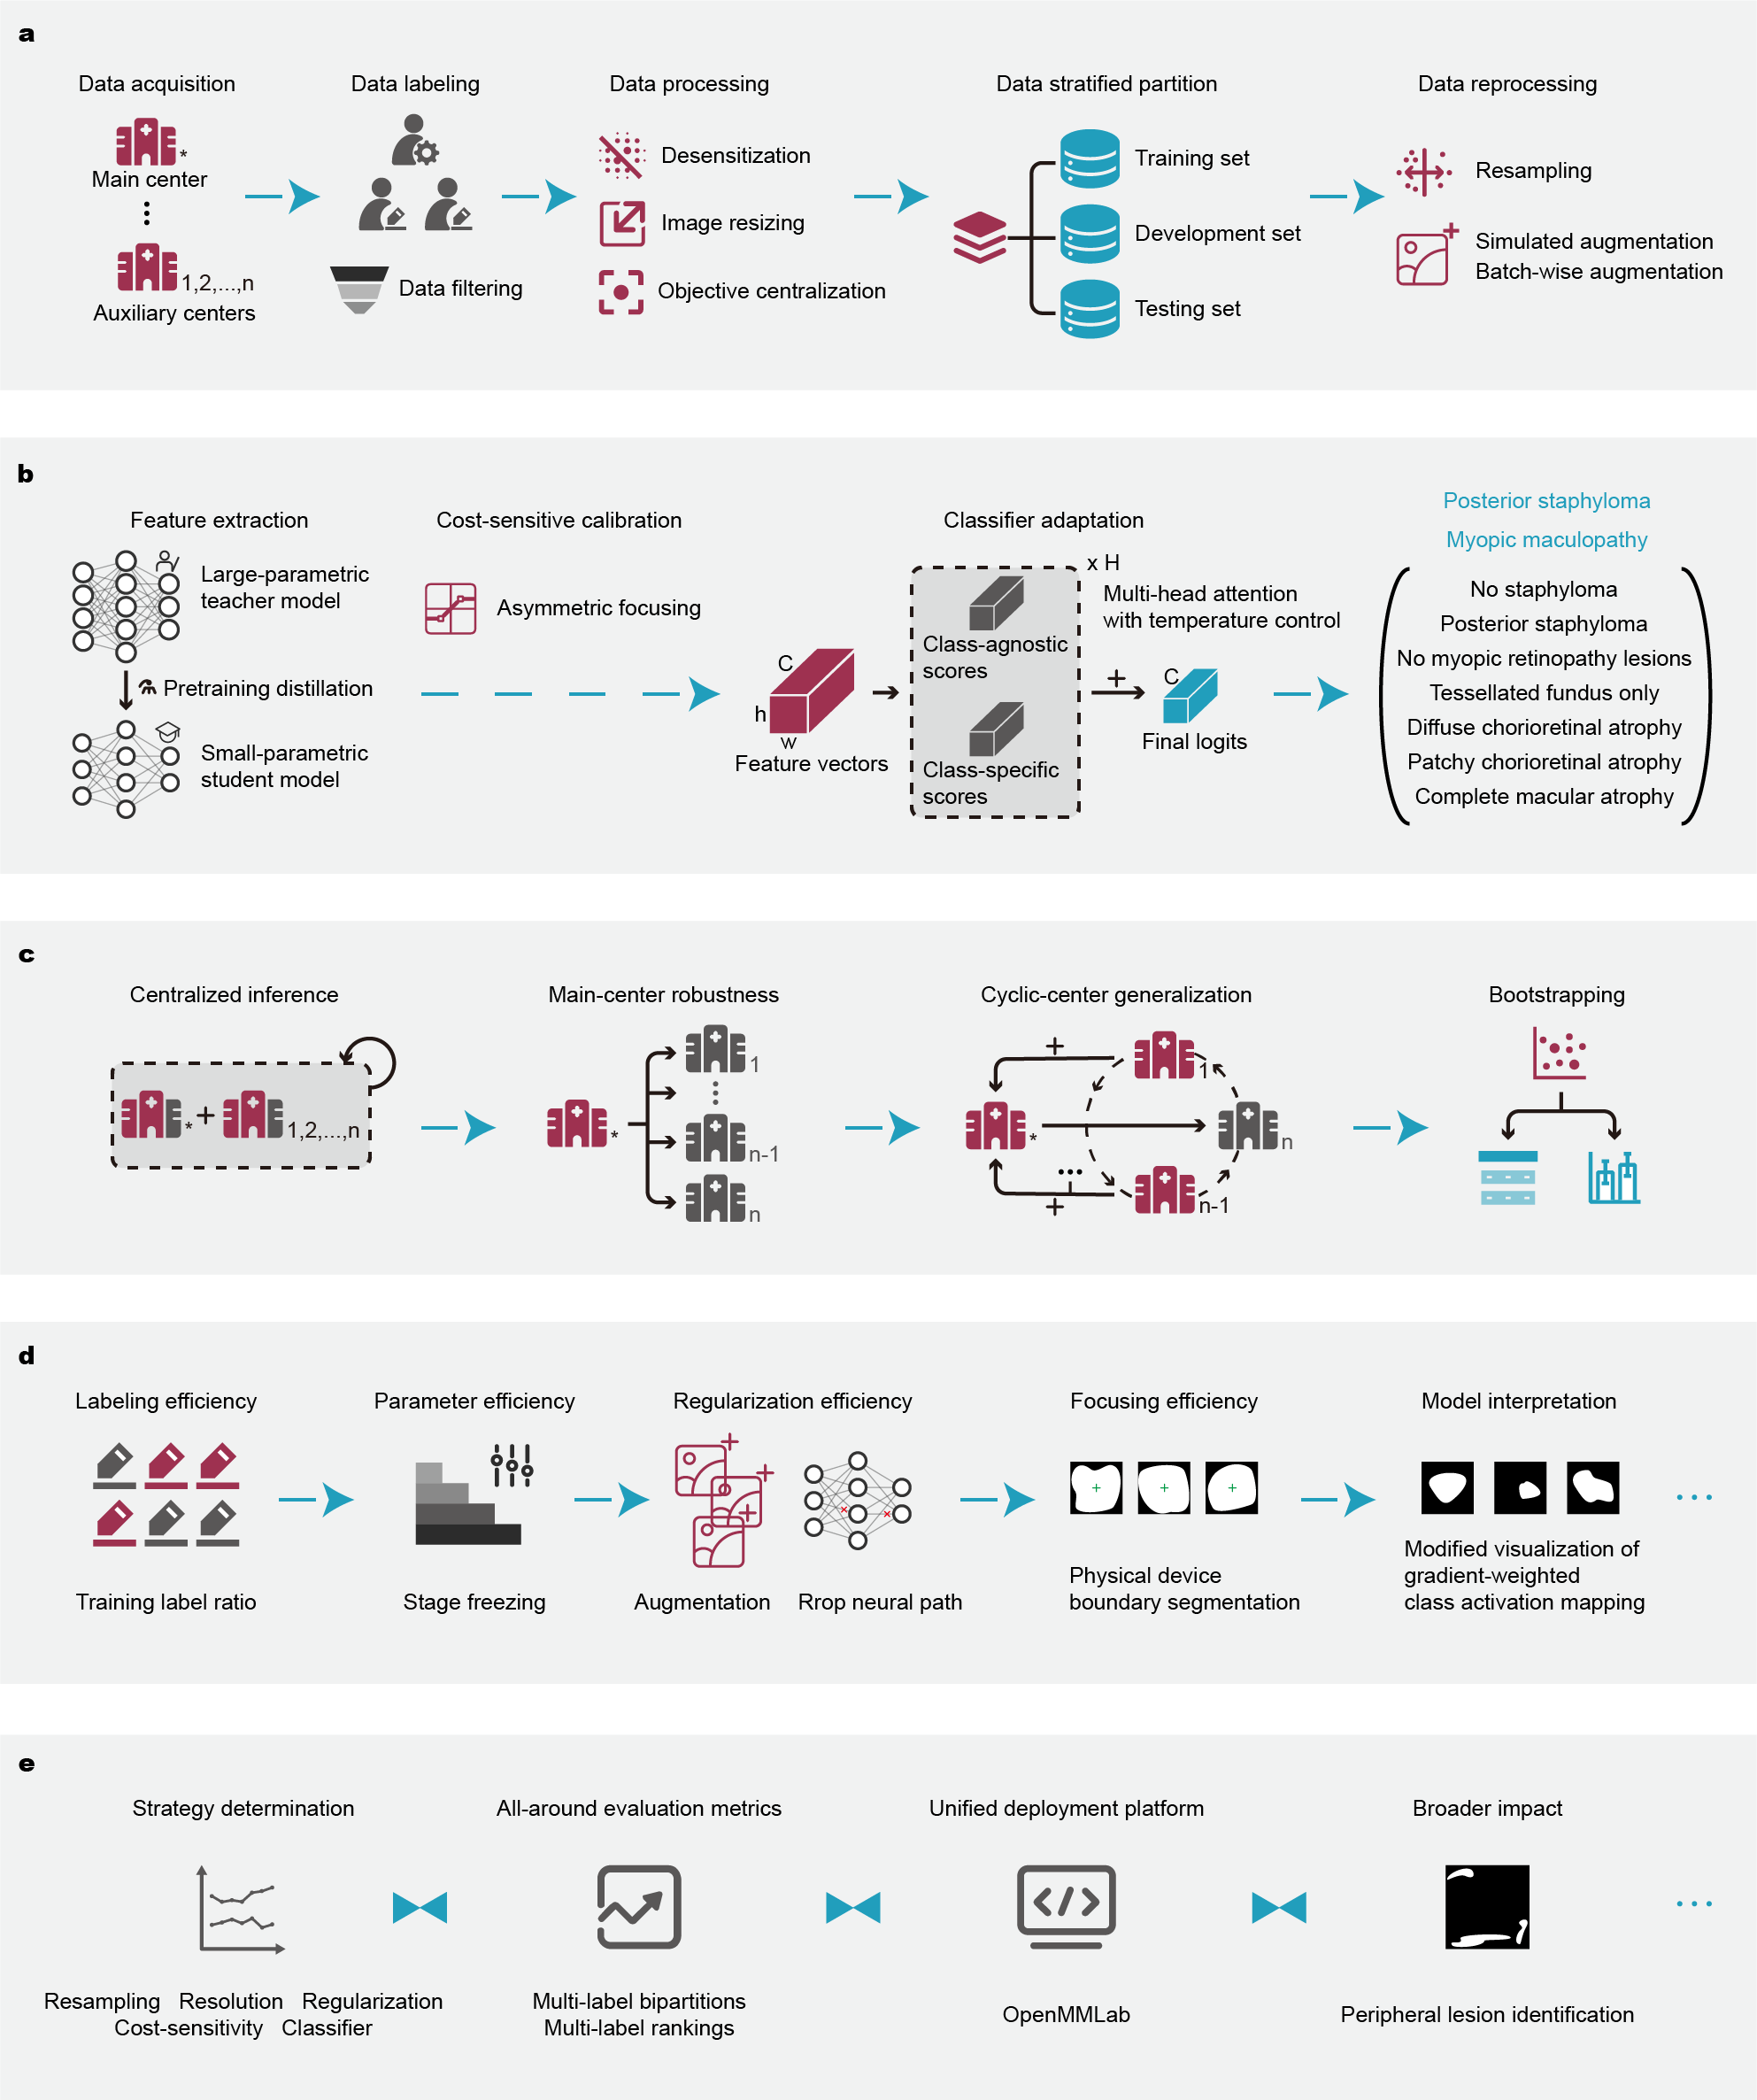 a
Data acquisition
Main center
*
1,2,...,n
Auxiliary centers
Data labeling
Data filtering
Data processing
Desensitization
Image resizing
Objective centralization
Data stratified partition
Training set
Development set
Testing set
Data reprocessing
Resampling
Simulated augmentation
Batch-wise augmentation
b
Feature extraction
Large-parametric
teacher model
Pretraining distillation
Small-parametric
student model
Cost-sensitive calibration
Asymmetric focusing
C
h
w
Feature vectors
Classifier adaptation
x H
Multi-head attention
with temperature control
Class-agnostic
scores
Class-specific
scores
+
C
Final logits
Posterior staphyloma
Myopic maculopathy
No staphyloma
Posterior staphyloma
No myopic retinopathy lesions
Tessellated fundus only
Diffuse chorioretinal atrophy
Patchy chorioretinal atrophy
Complete macular atrophy
c
Centralized inference
* + 1,2,...,n
Main-center robustness
*
1
n-1
n
Cyclic-center generalization
+
1
*
n
...
n-1
+
Bootstrapping
d
Labeling efficiency
Training label ratio
Parameter efficiency
Stage freezing
Regularization efficiency
Augmentation
Rrop neural path
Focusing efficiency
Physical device
boundary segmentation
Model interpretation
Modified visualization of
gradient-weighted
class activation mapping
...
e
Strategy determination
Resampling Resolution Regularization
Cost-sensitivity Classifier
All-around evaluation metrics
Multi-label bipartitions
Multi-label rankings
Unified deployment platform
</>
OpenMMLab
Broader impact
Peripheral lesion identification
...